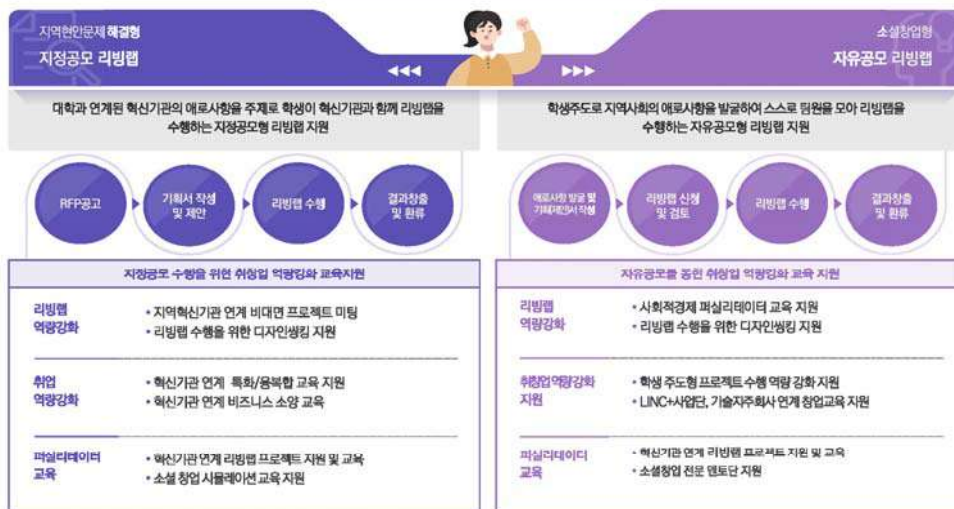 지역현안문제 해결형
지정공모 리빙랩
소셜창업형
자유공모 리빙랩
대학과 연계된 혁신기관의 애로사항을 주제로 학생이 혁신기관과 함께 리빙랩을
수행하는 지정공모형 리빙랩 지원
학생주도로 지역사회의 애로사항을 발굴하여 스스로 팀원을 모아 리빙랩을
수행하는 자유공모형 리빙랩 지원
RFP공고
기획서 작성
및 제안
리빙랩 수행
결과창출
및 환류
애로사항 발굴 및
기획제안서 작성
리빙랩 신청
및 검토
리빙랩 수행
결과창출
및 환류
지정공모 수행을 위한 취창업 역량강화 교육지원
리빙랩
역량강화
• 지역혁신기관 연계 비대면 프로젝트 미팅
• 리빙랩 수행을 위한 디자인씽킹 지원
취업
역량강화
• 혁신기관 연계 특화/융복합 교육 지원
• 혁신기관 연계 비즈니스 소양 교육
퍼실리테이터
교육
• 혁신기관 연계 리빙랩 프로젝트 지원 및 교육
• 소셜 창업 시뮬레이션 교육 지원
자유공모를 통한 취창업 역량강화 교육 지원
리빙랩
역량강화
• 사회적경제 퍼실리테이터 교육 지원
• 리빙랩 수행을 위한 디자인씽킹 지원
취창업역량강화
지원
• 학생 주도형 프로젝트 수행 역량 강화 지원
• LINC+사업단, 기술지주회사 연계 창업교육 지원
퍼실리테이터
교육
• 혁신기관 연계 리빙랩 프로젝트 지원 및 교육
• 소셜창업 전문 멘토단 지원